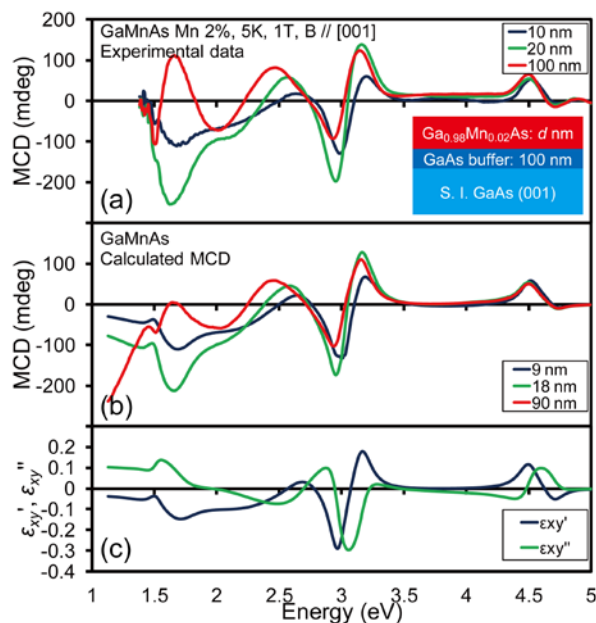 GaMnAs Mn 2%, 5K, 1T, B // [001]
Experimental data
10 nm
20 nm
100 nm
200
100
0
-100
-200
MCD (mdeg)
Ga0.98Mn0.02As: d nm
GaAs buffer: 100 nm
S. I. GaAs (001)
(a)
GaMnAs
Calculated MCD
100
0
-100
-200
MCD (mdeg)
9 nm
18 nm
90 nm
(b)
0.2
0.1
0
-0.1
-0.2
-0.3
-0.4
εxy', εxy"
εxy'
εxy"
(c)
1 1.5 2 2.5 3 3.5 4 4.5 5
Energy (eV)